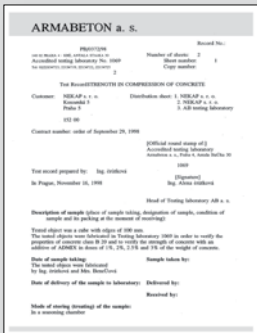 ARMABETON a. s.
Record No.:
Number of sheets: 2
Accredited testing laboratory No. 1069
Sheet number: 1
Copy number:
2
Test Record STRENGTH IN COMPRESSION OF CONCRETE
Customer: NEKAP s. r. o.
Distribution sheet: 1. NEKAP s. r. o.
Konzumní 5
2. NEKAP s. r. o.
Praha 9
3. AB testing laboratory
Contract number: order of September 29, 1998
[Official round stamp of:]
Accredited testing laboratory
1069
Test record prepared by: Ing.
[Signature]
In Prague, November 18, 1998
Ing. Alena
Head of Testing laboratory AB a. s.
Description of sample (place of sample taking, designation of sample, condition of
sample and its packing at the moment of receiving):
Tested object was a cube with edges of 100 mm.
The tested objects were fabricated in Testing laboratory 1069 in order to verify the
properties of concrete class B 20 and to verify the strength of concrete with an
additive of ADMIX in doses of 1%, 2%, 2.5% and 3% of the weight of concrete.
Date of sample taking:
Sample taken by:
The tested objects were fabricated
by Ing. and Mrs.
Date of delivery of the sample to laboratory:
Delivered by:
Received by:
Mode of storing (treating) of the sample:
In a seasoning chamber